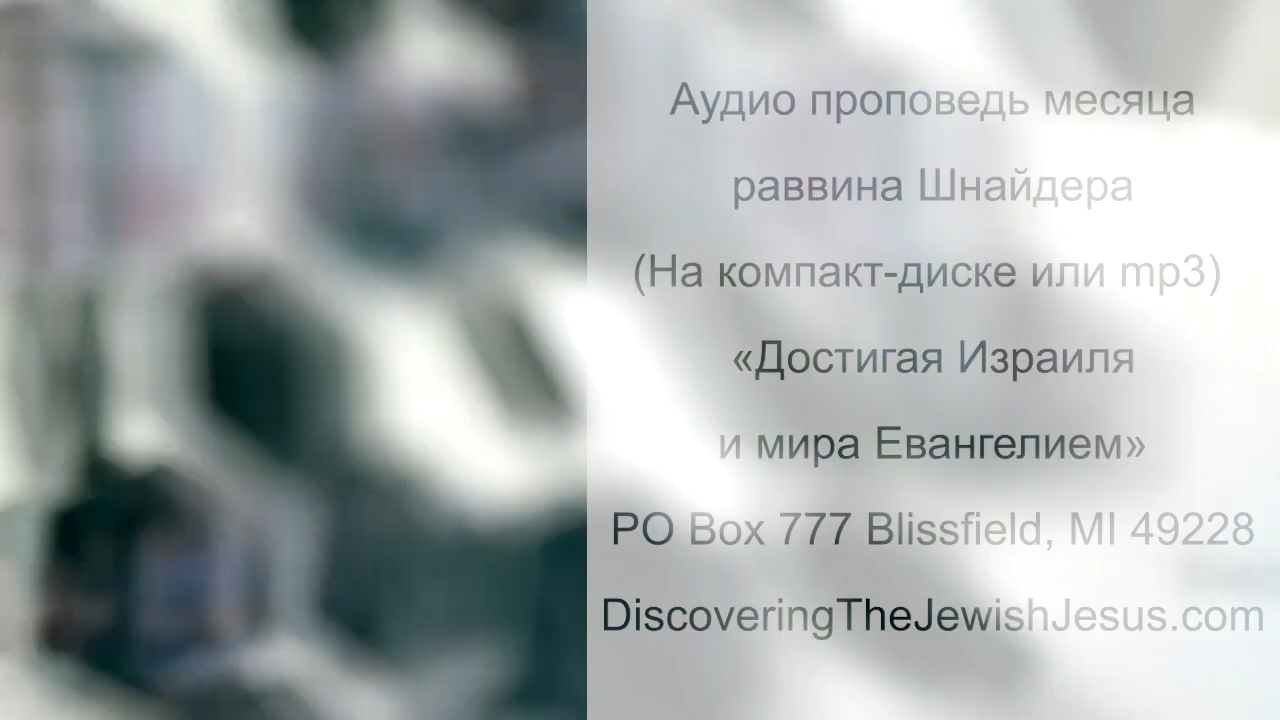 Аудио проповедь месяца
раввина Шнайдера
(На компакт-диске или mp3)
«Достигая Израиля
и мира Евангелием»
PO Box 777 Blissfield, MI 49228
DiscoveringTheJewishJesus.com